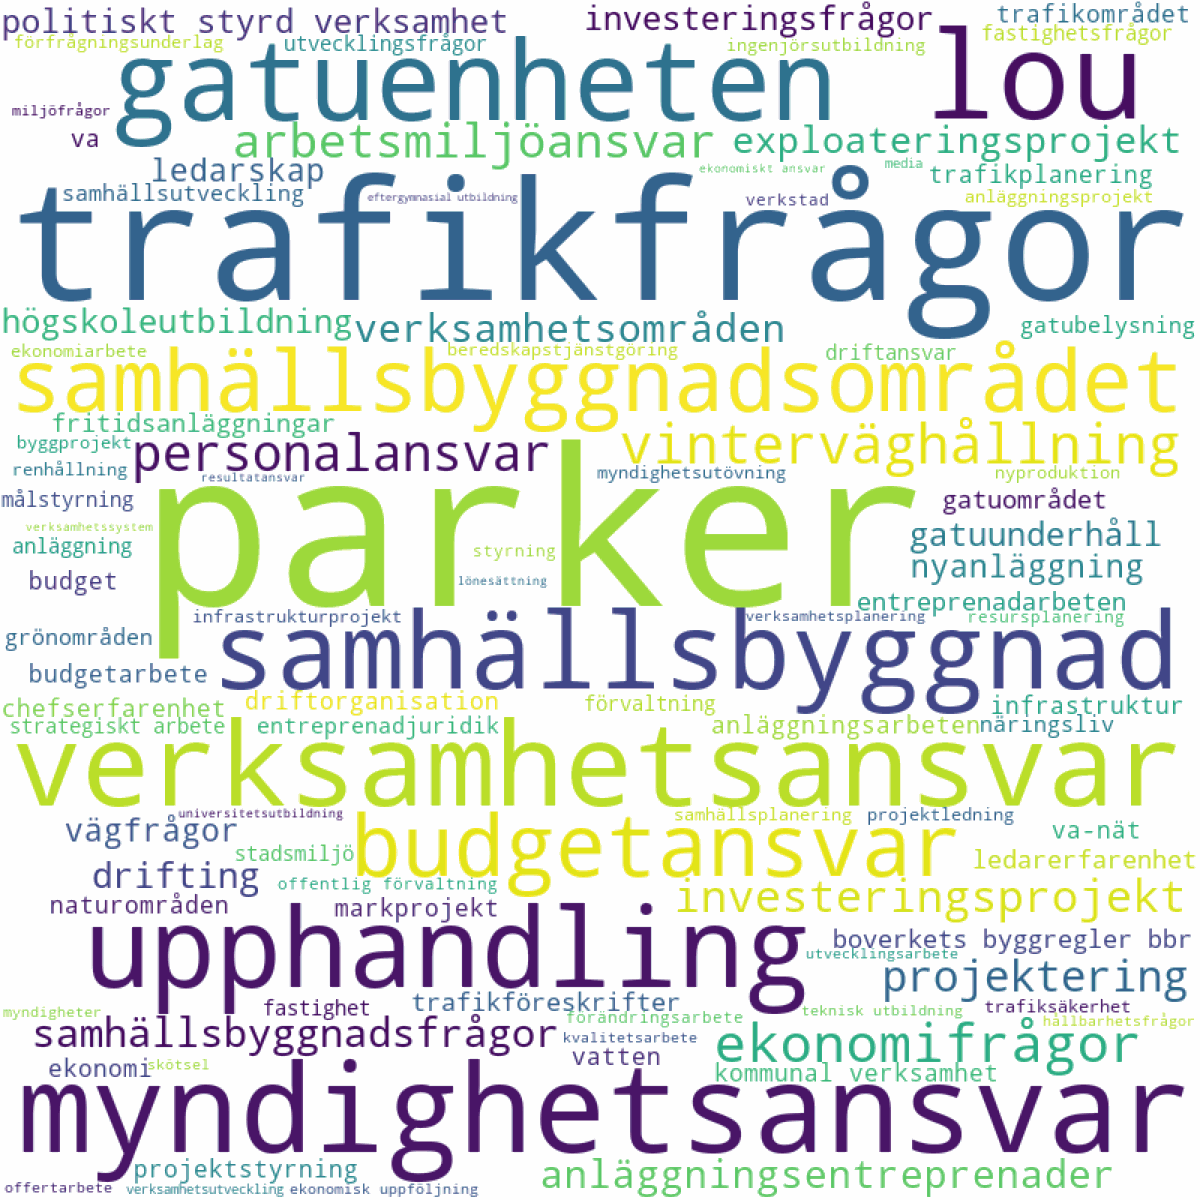 politiskt styrd verksamhet
investeringsfrågor
trafikområdet
förfrågningsunderlag
utvecklingsfrågor
ingenjörsutbildning
fastighetsfrågor
gatuenheten
lou
miljöfrågor
va
arbetsmiljöansvar
exploateringsprojekt
ledarskap
ekonomiskt ansvar
media
trafikplanering
samhällsutveckling
eftergymnasial utbildning
verkstad
anläggningsprojekt
trafikfrågor
högskoleutbildning
verksamhetsområden
gatubelysning
ekonomiarbete
beredskapstjänstgöring
driftansvar
samhällsbyggnadsområdet
fritidsanläggningar
byggprojekt
personalansvar
vinterväghållning
renhållning
resultatansvar
myndighetsutövning
nyproduktion
målstyrning
parker
gatuområdet
verksamhetssystem
anläggning
styrning
gatuunderhåll
budget
lönesättning
nyanläggning
entreprenadarbeten
infrastrukturprojekt
verksamhetsplanering
resursplanering
grönområden
samhällsbyggnad
budgetarbete
chefserfarenhet
driftorganisation
förvaltning
infrastruktur
strategiskt arbete
entreprenadjuridik
anläggningsarbeten
näringsliv
verksamhetsansvar
universitetsutbildning
samhällsplanering
projektledning
vägfrågor
budgetansvar
va-nät
stadsmiljö
ledarerfarenhet
drifting
offentlig förvaltning
investeringsprojekt
naturområden
markprojekt
upphandling
boverkets byggregler bbr
utvecklingsarbete
projektering
trafikföreskrifter
myndigheter
fastighet
teknisk utbildning
trafiksäkerhet
samhällsbyggnadsfrågor
förändringsarbete
hållbarhetsfrågor
kvalitetsarbete
ekonomifrågor
ekonomi
skötsel
vatten
kommunal verksamhet
myndighetsansvar
projektstyrning
anläggningsentreprenader
offertarbete
verksamhetsutveckling
ekonomisk uppföljning